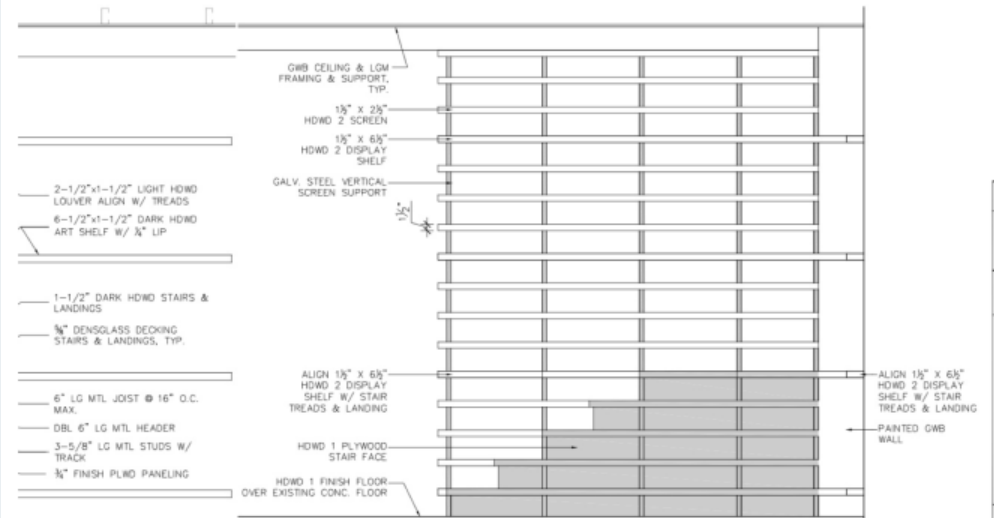 GWB CEILING & LGM
FRAMING & SUPPORT,
TYP.
1½" X 2½"
HDWD 2 SCREEN
1½" X 6½"
HDWD 2 DISPLAY
SHELF
GALV. STEEL VERTICAL
SCREEN SUPPORT
1½"
2-1/2"x1-1/2" LIGHT HDWD
LOUVER ALIGN W/ TREADS
6-1/2"x1-1/2" DARK HDWD
ART SHELF W/ ¾" LIP
1-1/2" DARK HDWD STAIRS &
LANDINGS
⅝" DENSGLASS DECKING
STAIRS & LANDINGS, TYP.
6" LG MTL JOIST @ 16" O.C.
MAX.
DBL 6" LG MTL HEADER
3-5/8" LG MTL STUDS W/
TRACK
¾" FINISH PLWD PANELING
ALIGN 1½" X 6½"
HDWD 2 DISPLAY
SHELF W/ STAIR
TREADS & LANDING
HDWD 1 PLYWOOD
STAIR FACE
HDWD 1 FINISH FLOOR
OVER EXISTING CONC. FLOOR
ALIGN 1½" X 6½"
HDWD 2 DISPLAY
SHELF W/ STAIR
TREADS & LANDING
PAINTED GWB
WALL